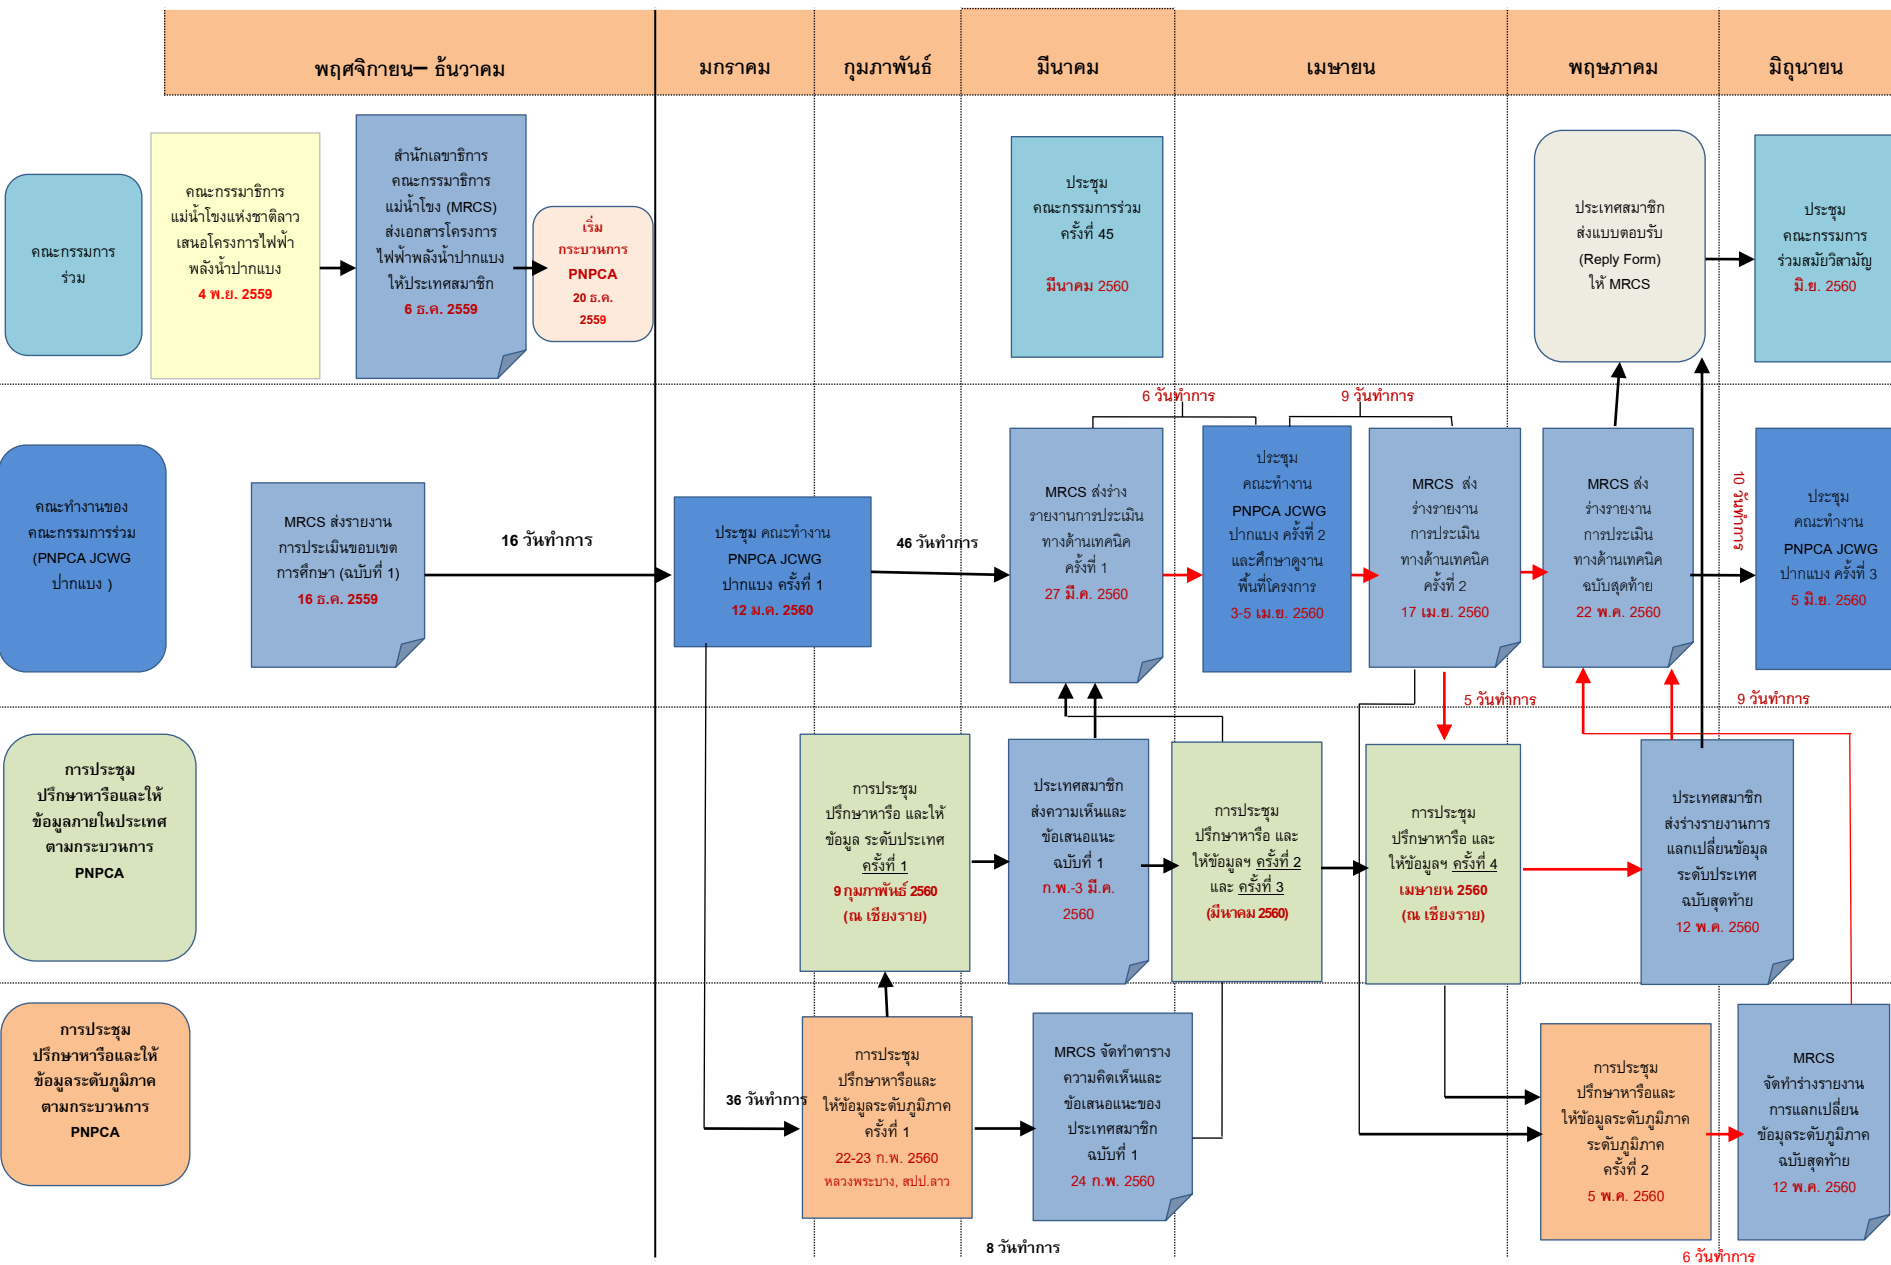 พฤศจิกายน– ธ้นวาคม
มกราคม
กุมภาพันธ์
มีนาคม
เมษายน
พฤษภาคม
มิถุนายน
คณะกรรมการ
ร่วม
คณะกรรมาธิการ
แม่น้ำโขงแห่งชาติลาว
เสนอโครงการไฟฟ้า
พลังน้ำปากแบง
4 พ.ย. 2559
สำนักเลขาธิการ
คณะกรรมาธิการ
แม่น้ำโขง (MRCS)
ส่งเอกสารโครงการ
ไฟฟ้าพลังน้ำปากแบง
ให้ประเทศสมาชิก
6 ธ.ค. 2559
เริ่ม
กระบวนการ
PNPCA
20 ธ.ค.
2559
ประชุม
คณะกรรมมการร่วม
ครั้งที่ 45
มีนาคม 2560
ประเทศสมาชิก
ส่งแบบตอบรับ
(Reply Form)
ให้ MRCS
ประชุม
คณะกรรมการ
ร่วมสมัยวิสามัญ
มิ.ย. 2560
6 วันทำการ
9 วันทำการ
คณะทำงานของ
คณะกรรมการร่วม
(PNPCA JCWG
ปากแบง )
MRCS ส่งรายงาน
การประเมินขอบเขต
การศึกษา (ฉบับที่ 1)
16 ธ.ค. 2559
16 วันทำการ
ประชุม คณะทำงาน
PNPCA JCWG
ปากแบง ครั้งที่ 1
12 ม.ค. 2560
46 วันทำการ
MRCS ส่งร่าง
รายงานการประเมิน
ทางด้านเทคนิค
ครั้งที่ 1
27 มี.ค. 2560
ประชุม
คณะทำงาน
PNPCA JCWG
ปากแบง ครั้งที่ 2
และศึกษาดูงาน
พื้นที่โครงการ
3-5 เม.ย. 2560
MRCS ส่ง
ร่างรายงาน
การประเมิน
ทางด้านเทคนิค
ครั้งที่ 2
17 เม.ย. 2560
MRCS ส่ง
ร่างรายงาน
การประเมิน
ทางด้านเทคนิค
ฉบับสุดท้าย
22 พ.ค. 2560
10 วันทำการ
ประชุม
คณะทำงาน
PNPCA JCWG
ปากแบง ครั้งที่ 3
5 มิ.ย. 2560
5 วันทำการ
9 วันทำการ
การประชุม
ปรึกษาหารือและให้
ข้อมูลภายในประเทศ
ตามกระบวนการ
PNPCA
การประชุม
ปรึกษาหารือ และให้
ข้อมูล ระดับประเทศ
ครั้งที่ 1
9 กุมภาพันธ์ 2560
(ณ เชียงราย)
ประเทศสมาชิก
ส่งความเห็นและ
ข้อเสนอแนะ
ฉบับที่ 1
ก.พ.-3 มี.ค.
2560
การประชุม
ปรึกษาหารือ และ
ให้ข้อมูลฯ ครั้งที่ 2
และ ครั้งที่ 3
(มีนาคม 2560)
การประชุม
ปรึกษาหารือ และ
ให้ข้อมูลฯ ครั้งที่ 4
เมษายน 2560
(ณ เชียงราย)
ประเทศสมาชิก
ส่งร่างรายงานการ
แลกเปลี่ยนข้อมูล
ระดับประเทศ
ฉบับสุดท้าย
12 พ.ค. 2560
การประชุม
ปรึกษาหารือและให้
ข้อมูลระดับภูมิภาค
ตามกระบวนการ
PNPCA
36 วันทำการ
การประชุม
ปรึกษาหารือและ
ให้ข้อมูลระดับภูมิภาค
ครั้งที่ 1
22-23 ก.พ. 2560
หลวงพระบาง, สปป.ลาว
MRCS จัดทำตาราง
ความคิดเห็นและ
ข้อเสนอแนะของ
ประเทศสมาชิก
ฉบับที่ 1
24 ก.พ. 2560
การประชุม
ปรึกษาหารือและ
ให้ข้อมูลระดับภูมิภาค
ระดับภูมิภาค
ครั้งที่ 2
5 พ.ค. 2560
MRCS
จัดทำร่างรายงาน
การแลกเปลี่ยน
ข้อมุลระดับภูมิภาค
ฉบับสุดท้าย
12 พ.ค. 2560
8 วันทำการ
6 วันทำการ